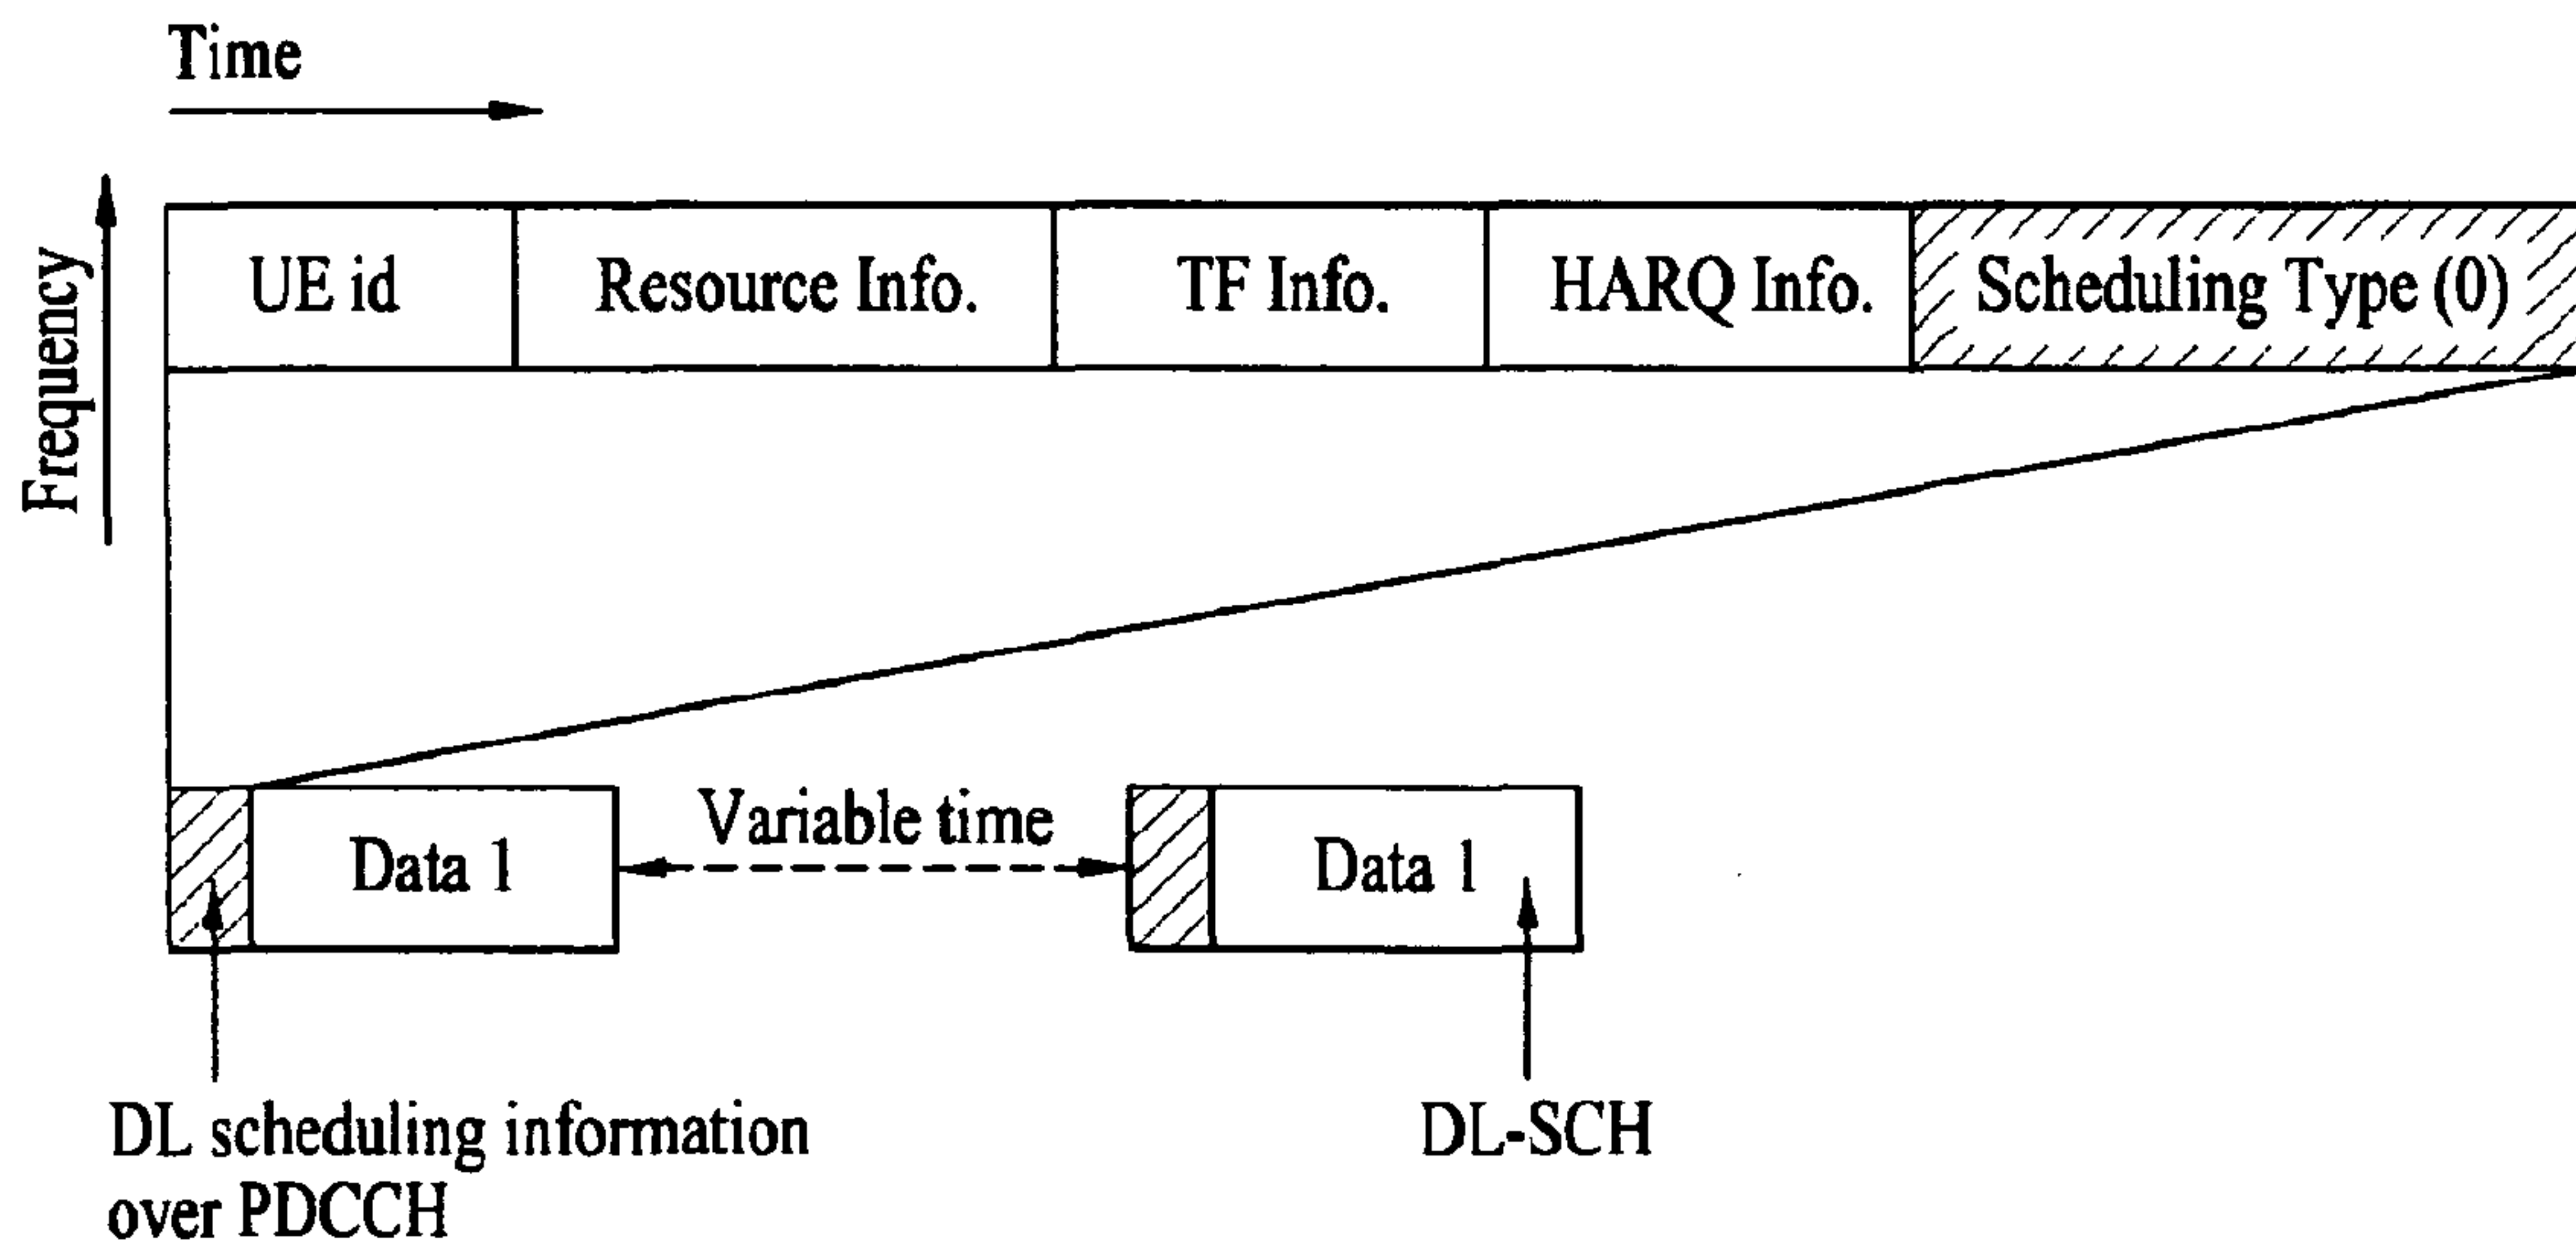 Time
Frequency
UE id
Resource Info.
TF Info.
HARQ Info.
Scheduling Type (0)
Data 1
Variable time
Data 1
DL scheduling information
over PDCCH
DL-SCH